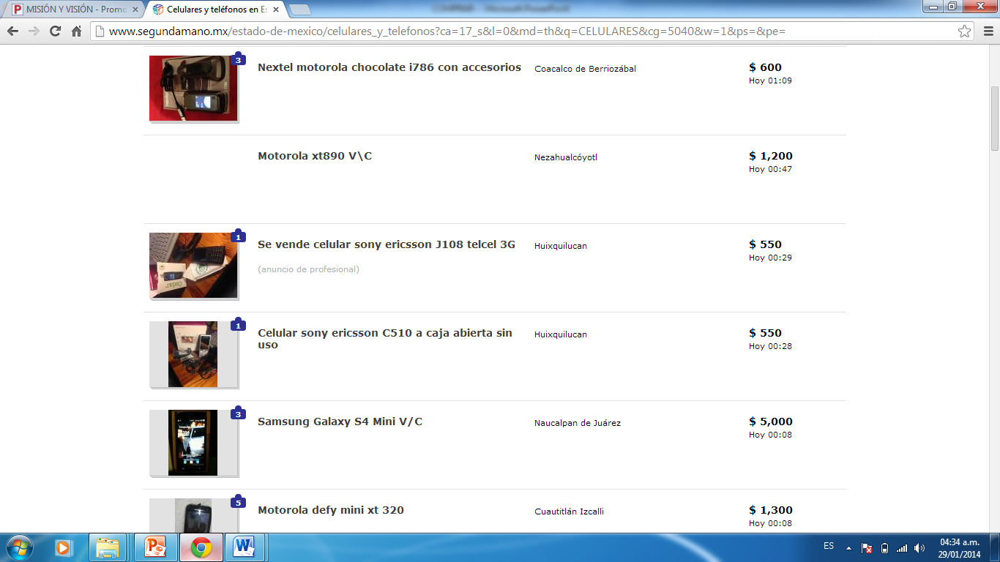 MISIÓN Y VISIÓN - Promo
Celulares y teléfonos en Es
COMPRAR - Microsoft PowerPoint
www.segundamano.mx/estado-de-mexico/celulares_y_telefonos?ca=17_s&l=0&md=th&q=CELULARES&cg=5040&w=1&ps=&pe=
3
Nextel motorola chocolate i786 con accesorios
Coacalco de Berriozábal
$ 600
Hoy 01:09
Motorola xt890 V\C
Nezahualcóyotl
$ 1,200
Hoy 00:47
1
Se vende celular sony ericsson J108 telcel 3G
(anuncio de profesional)
Huixquilucan
$ 550
Hoy 00:29
1
Celular sony ericsson C510 a caja abierta sin
uso
Huixquilucan
$ 550
Hoy 00:28
3
Samsung Galaxy S4 Mini V/C
Naucalpan de Juárez
$ 5,000
Hoy 00:08
5
Motorola defy mini xt 320
Cuautitlán Izcalli
$ 1,300
Hoy 00:08
ES
04:34 a.m.
29/01/2014